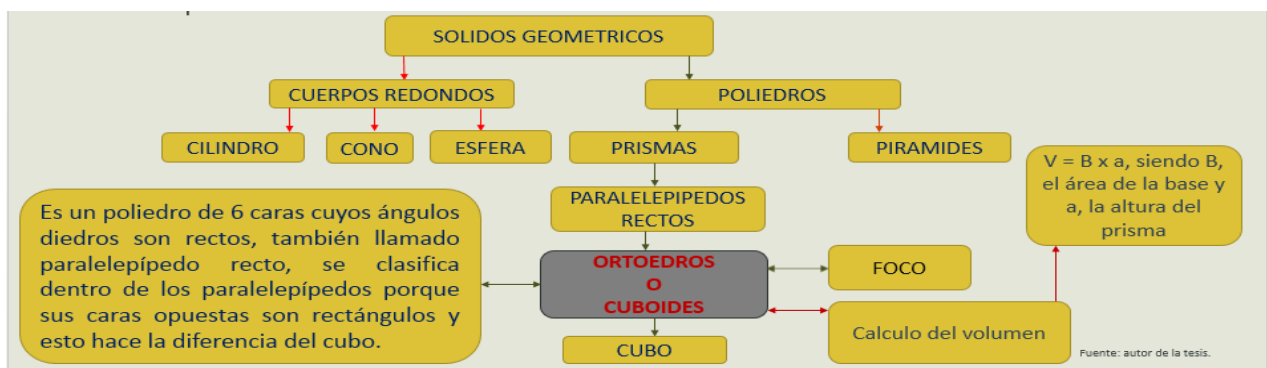 SOLIDOS GEOMETRICOS
CUERPOS REDONDOS
POLIEDROS
CILINDRO
CONO
ESFERA
PRISMAS
PIRAMIDES
V = B x a, siendo B,
el área de la base y
a, la altura del
prisma
PARALELEPIPEDOS
RECTOS
Es un poliedro de 6 caras cuyos ángulos
diedros son rectos, también llamado
paralelepípedo recto, se clasifica
dentro de los paralelepípedos porque
sus caras opuestas son rectángulos y
esto hace la diferencia del cubo.
ORTOEDROS
O
CUBOIDES
FOCO
Calculo del volumen
CUBO
Fuente: autor de la tesis.